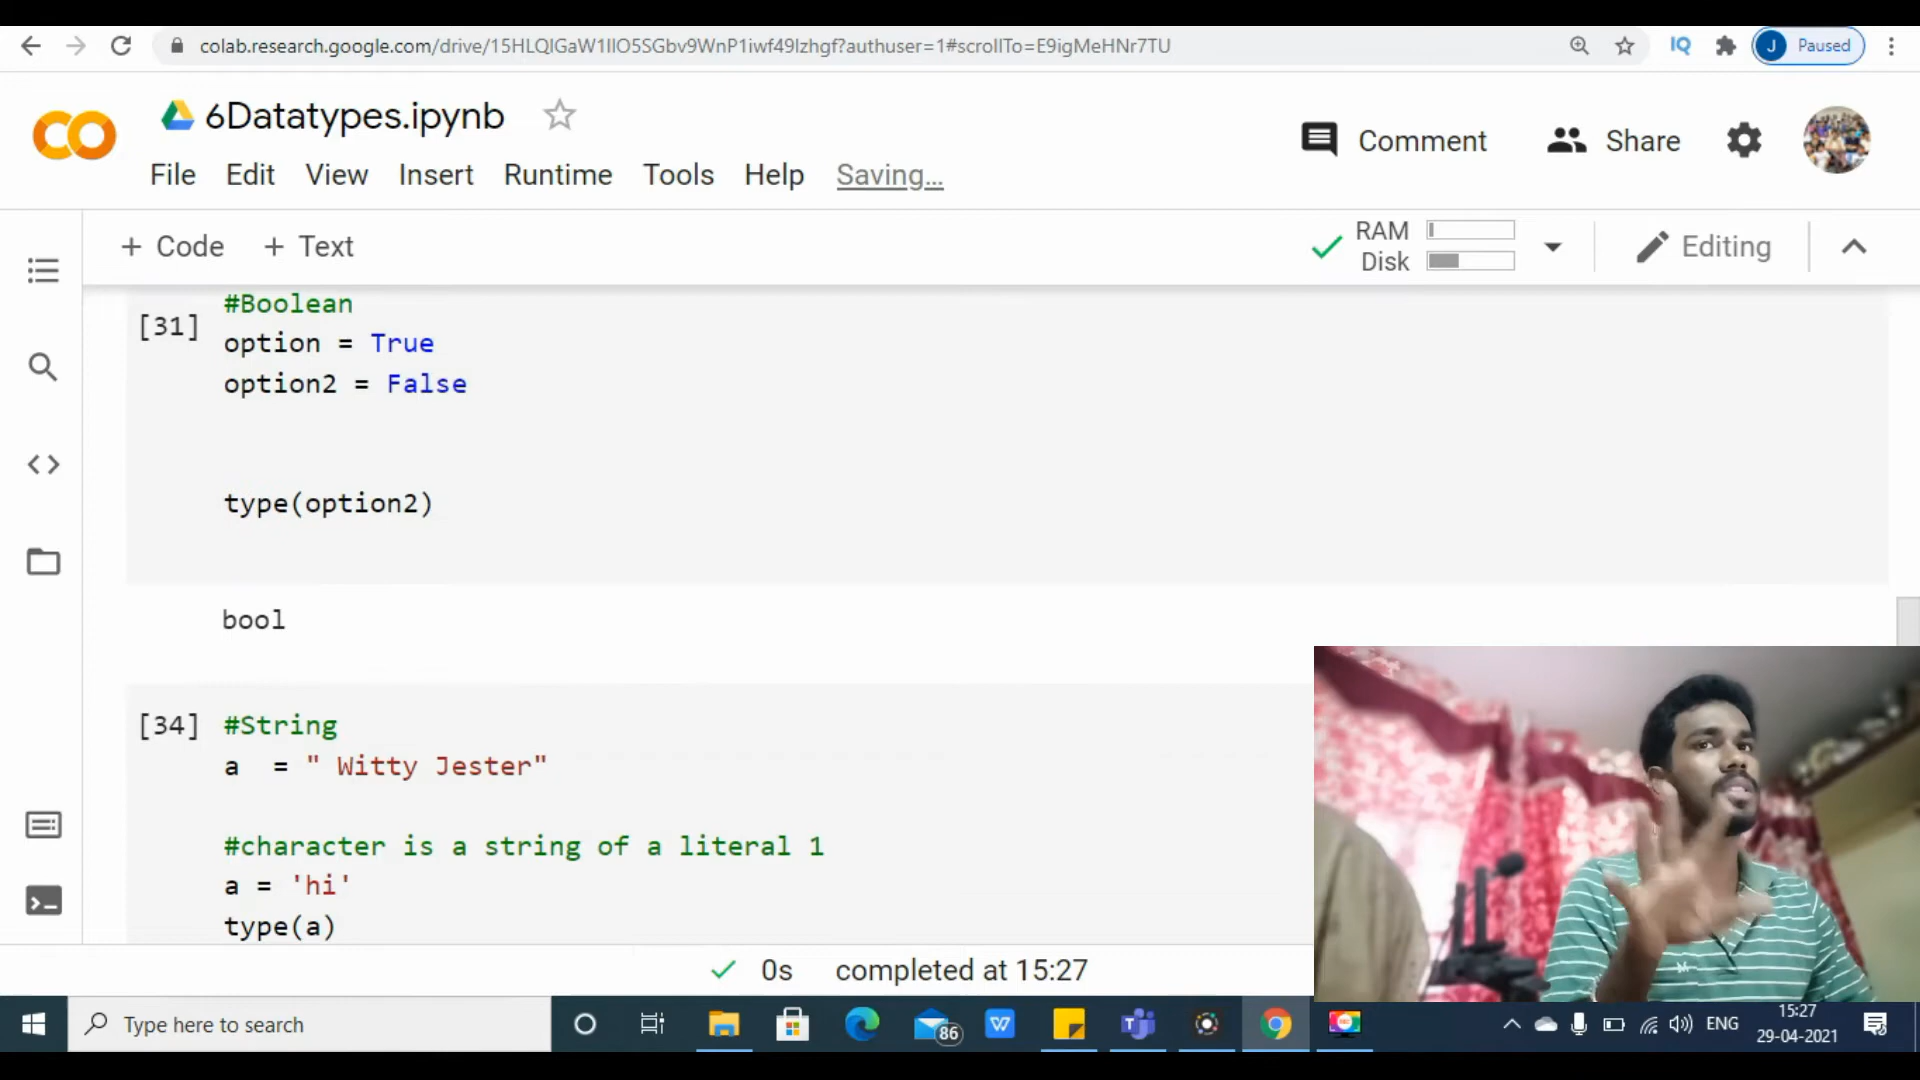 colab.research.google.com/drive/15HLQlGaW1IlO5SGbv9WnP1iwf49lzhgf?authuser=1#scrollTo=E9igMeHNr7TU
IQ
J Paused
CO
6Datatypes.ipynb
Comment
Share
File Edit View Insert Runtime Tools Help Saving...
+ Code + Text
RAM
Disk
Editing
#Boolean
[31]
option = True
option2 = False
type(option2)
bool
[34] #String
a = " Witty Jester"
#character is a string of a literal 1
a = 'hi'
type(a)
0s completed at 15:27
Type here to search
86
W
ENG
15:27
29-04-2021